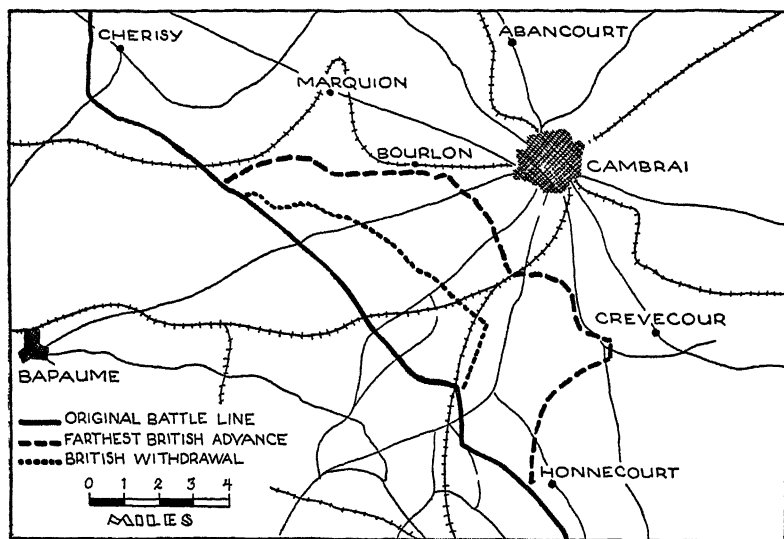 CHERISY
ABANCOURT
MARQUION
BOURLON
CAMBRAI
CREVECOUR
BAPAUME
ORIGINAL BATTLE LINE
FARTHEST BRITISH ADVANCE
BRITISH WITHDRAWAL
HONNECOURT
0 1 2 3 4
MILES